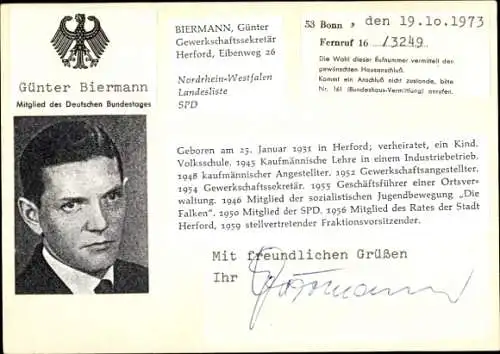 Günter Biermann
Mitglied des Deutschen Bundestages
BIERMANN, Günter
Gewerkschaftssekretär
Herford, Eibenweg 26
Nordrhein-Westfalen
Landesliste
SPD
53 Bonn, den 19.10.1973
Fernruf 16 /3249
Die Wahl dieser Rufnummer vermittelt den
gewünschten Hausanschluß.
Kommt ein Anschluß nicht zustande, bitte
Nr. 161 (Bundeshaus-Vermittlung) anrufen.
Geboren am 25. Januar 1931 in Herford; verheiratet, ein Kind.
Volksschule. 1945 Kaufmännische Lehre in einem Industriebetrieb,
1948 kaufmännischer Angestellter. 1952 Gewerkschaftsangestellter,
1954 Gewerkschaftssekretär. 1955 Geschäftsführer einer Ortsver-
waltung. 1946 Mitglied der sozialistischen Jugendbewegung „Die
Falken“. 1950 Mitglied der SPD. 1956 Mitglied des Rates der Stadt
Herford, 1959 stellvertretender Fraktionsvorsitzender.
Mit freundlichen Grüßen
Ihr Biermann